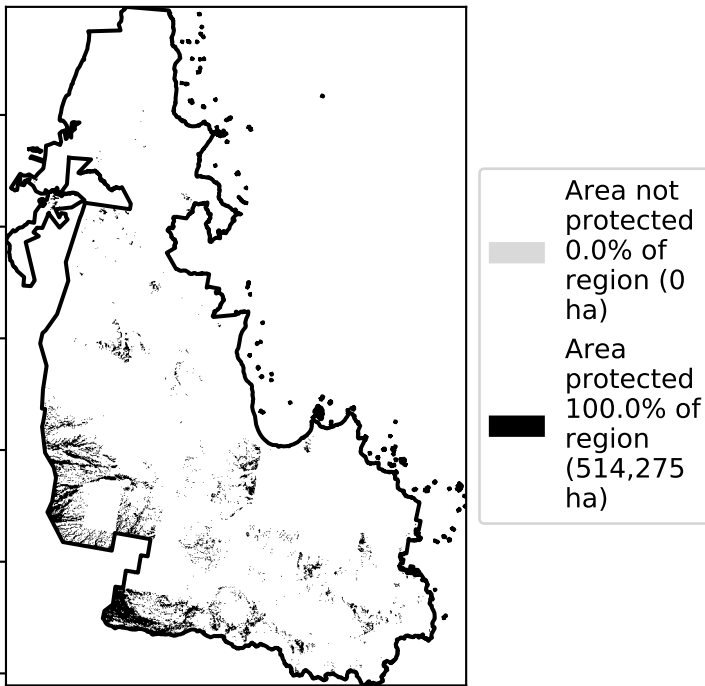 Area not
protected
0.0% of
region (0
ha)
Area
protected
100.0% of
region
(514,275
ha)